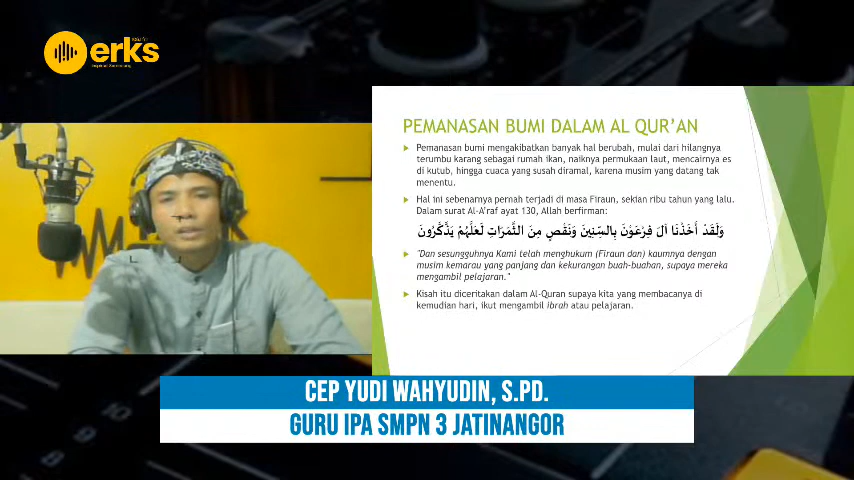 erks
PEMANASAN BUMI DALAM AL QUR'AN
Pemanasan bumi mengakibatkan banyak hal berubah, mulai dari hilangnya
terumbu karang sebagai rumah ikan, naiknya permukaan laut, mencairnya es
di kutub, hingga cuaca yang susah diramal, karena musim yang datang tak
menentu.
Hal ini sebenarnya pernah terjadi di masa Firaun, sekian ribu tahun yang lalu.
Dalam surat Al-A'raf ayat 130, Allah berfirman:
وَلَقَدْ أَخَذْنَا آلَ فِرْعَوْنَ بِالسِّنِينَ وَنَقْصٍ مِنَ الثَّمَرَاتِ لَعَلَّهُمْ يَذَّكَّرُونَ
"Dan sesungguhnya Kami telah menghukum (Firaun dan) kaumnya dengan
musim kemarau yang panjang dan kekurangan buah-buahan, supaya mereka
mengambil pelajaran."
Kisah itu diceritakan dalam Al-Quran supaya kita yang membacanya di
kemudian hari, ikut mengambil ibrah atau pelajaran.
CEP YUDI WAHYUDIN, S.PD.
GURU IPA SMPN 3 JATINANGOR